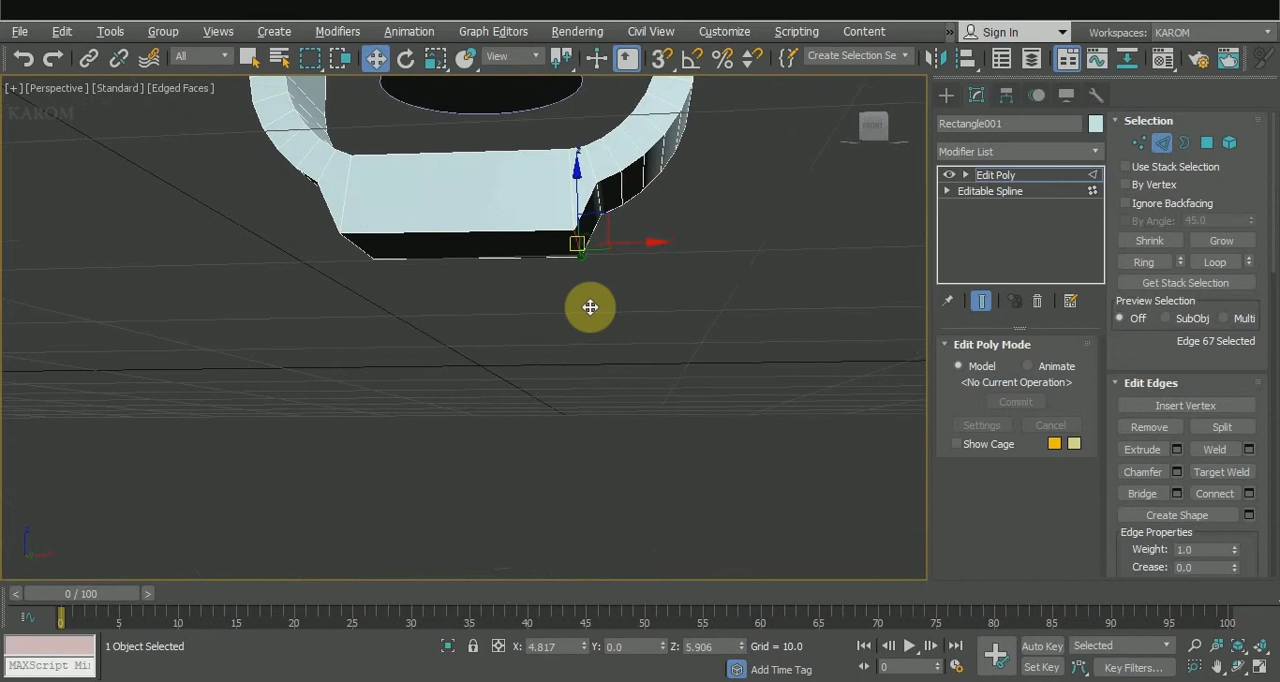 File Edit Tools Group Views Create Modifiers Animation Graph Editors Rendering Civil View Customize Scripting Content » Sign In Workspaces: KAROM
All View Create Selection Se
[+] [Perspective ] [Standard ] [Edged Faces ]
KAROM
FRONT
Rectangle001
Modifier List
Edit Poly
Editable Spline
Edit Poly Mode
Model Animate
<No Current Operation>
Commit
Settings Cancel
Show Cage
Selection
Use Stack Selection
By Vertex
Ignore Backfacing
By Angle: 45.0
Shrink Grow
Ring Loop
Get Stack Selection
Preview Selection
Off SubObj Multi
Edge 67 Selected
Edit Edges
Insert Vertex
Remove Split
Extrude Weld
Chamfer Target Weld
Bridge Connect
Create Shape
Edge Properties
Weight: 1.0
Crease: 0.0
< 0 / 100 >
0 5 10 15 20 25 30 35 40 45 50 55 60 65 70 75 80 85 90 95 100
1 Object Selected X: 4.817 Y: 0.0 Z: 5.906 Grid = 10.0 Auto Key Selected
MAXScript Mi: Add Time Tag 0 Set Key Key Filters...